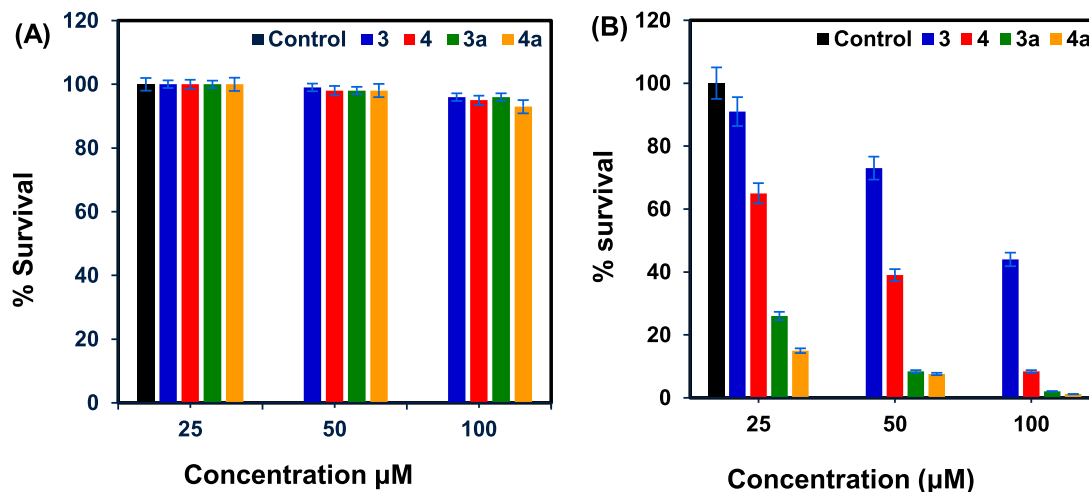 (A)
Control 3 4 3a 4a
% Survival
120
100
80
60
40
20
0
25 50 100
Concentration µM
(B)
Control 3 4 3a 4a
% survival
120
100
80
60
40
20
0
25 50 100
Concentration (µM)